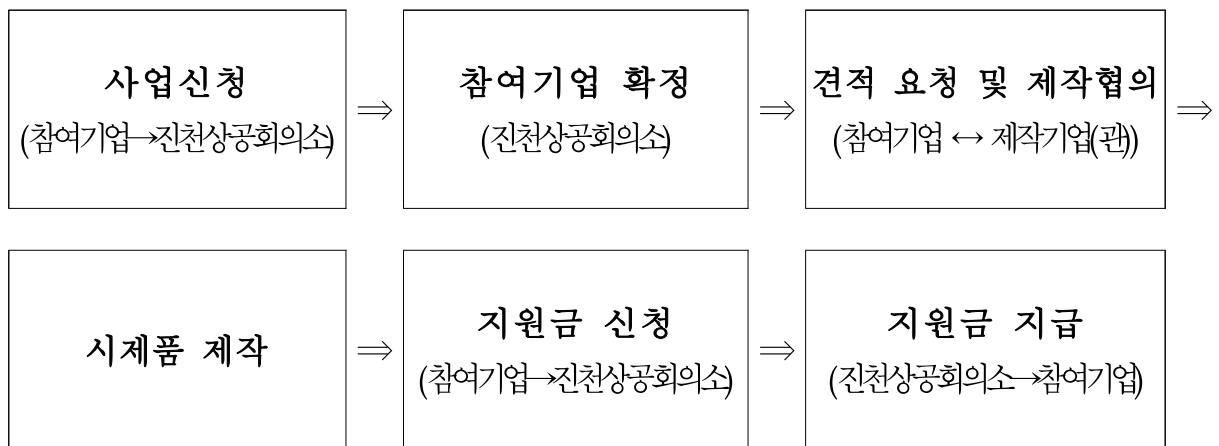 사업신청
(참여기업→진천상공회의소)
⇒
참여기업 확정
(진천상공회의소)
⇒
견적 요청 및 제작협의
(참여기업 ↔ 제작기업(관))
⇒
시제품 제작
⇒
지원금 신청
(참여기업→진천상공회의소)
⇒
지원금 지급
(진천상공회의소→참여기업)